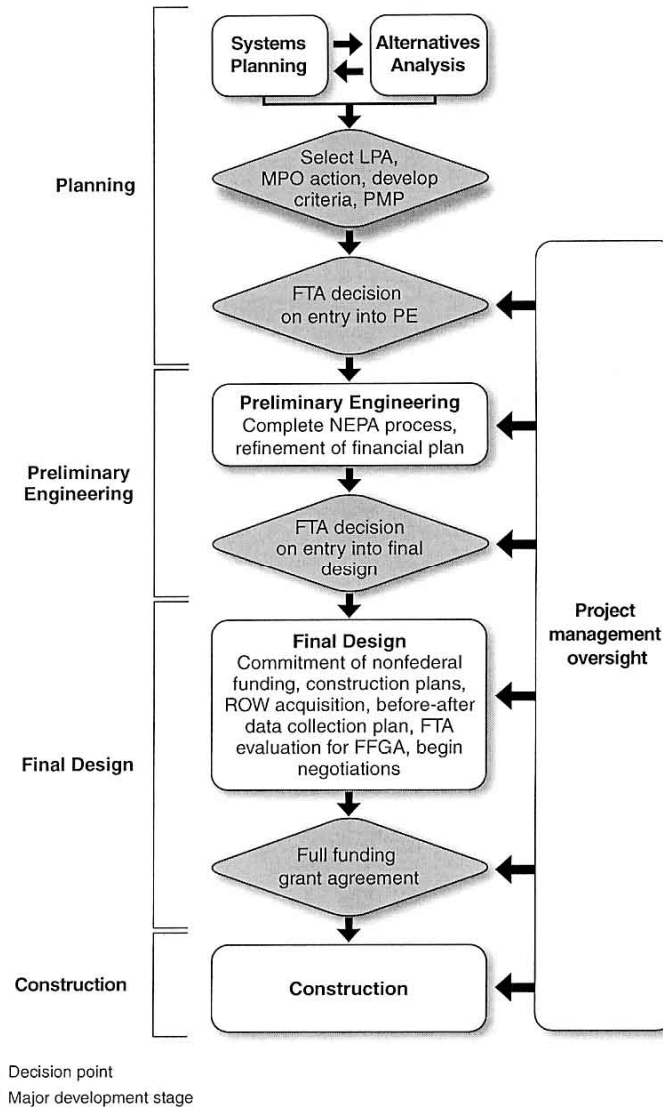 Systems
Planning
Alternatives
Analysis
Planning
Select LPA,
MPO action, develop
criteria, PMP
FTA decision
on entry into PE
Preliminary
Engineering
Preliminary Engineering
Complete NEPA process,
refinement of financial plan
FTA decision
on entry into final
design
Project
management
oversight
Final Design
Final Design
Commitment of nonfederal
funding, construction plans,
ROW acquisition, before-after
data collection plan, FTA
evaluation for FFGA, begin
negotiations
Full funding
grant agreement
Construction
Construction
Decision point
Major development stage